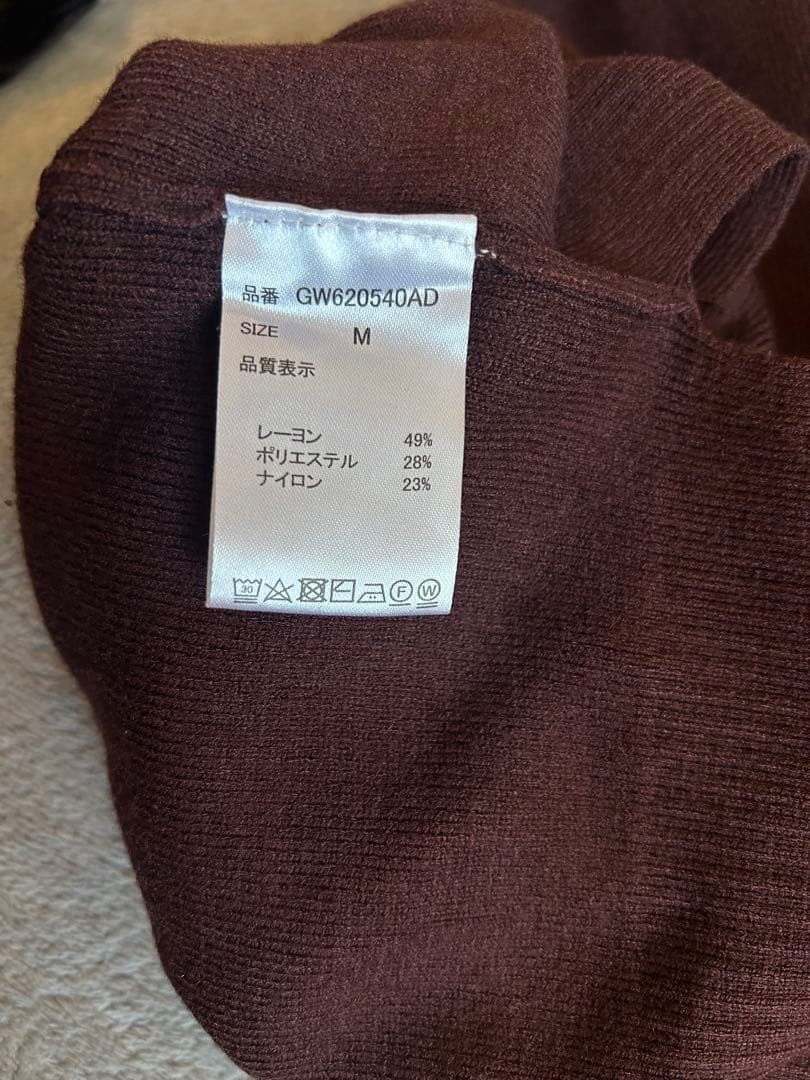 品番 GW620540AD
SIZE M
品質表示
レーヨン 49%
ポリエステル 28%
ナイロン 23%
30 F W